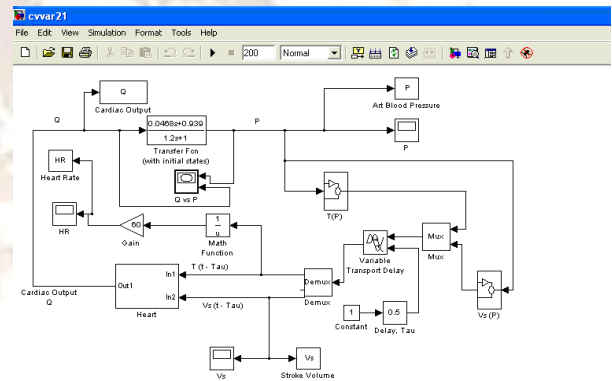 cvvar21
File Edit View Simulation Format Tools Help
200 Normal
Q
Cardiac Output
P
Art Blood Pressure
Q
0.0468s+0.939
1.2s+1
Transfer Fcn
(with initial states)
P
P
HR
Heart Rate
Q vs P
HR
60
Gain
1
u
Math
Function
T(P)
Mux
Mux
Variable
Transport Delay
T (t - Tau)
In1
Out1
In2
Heart
Cardiac Output
Q
Demux
Demux
Vs (t - Tau)
Vs (P)
1
Constant
0.5
Delay, Tau
Vs
Vs
Stroke Volume